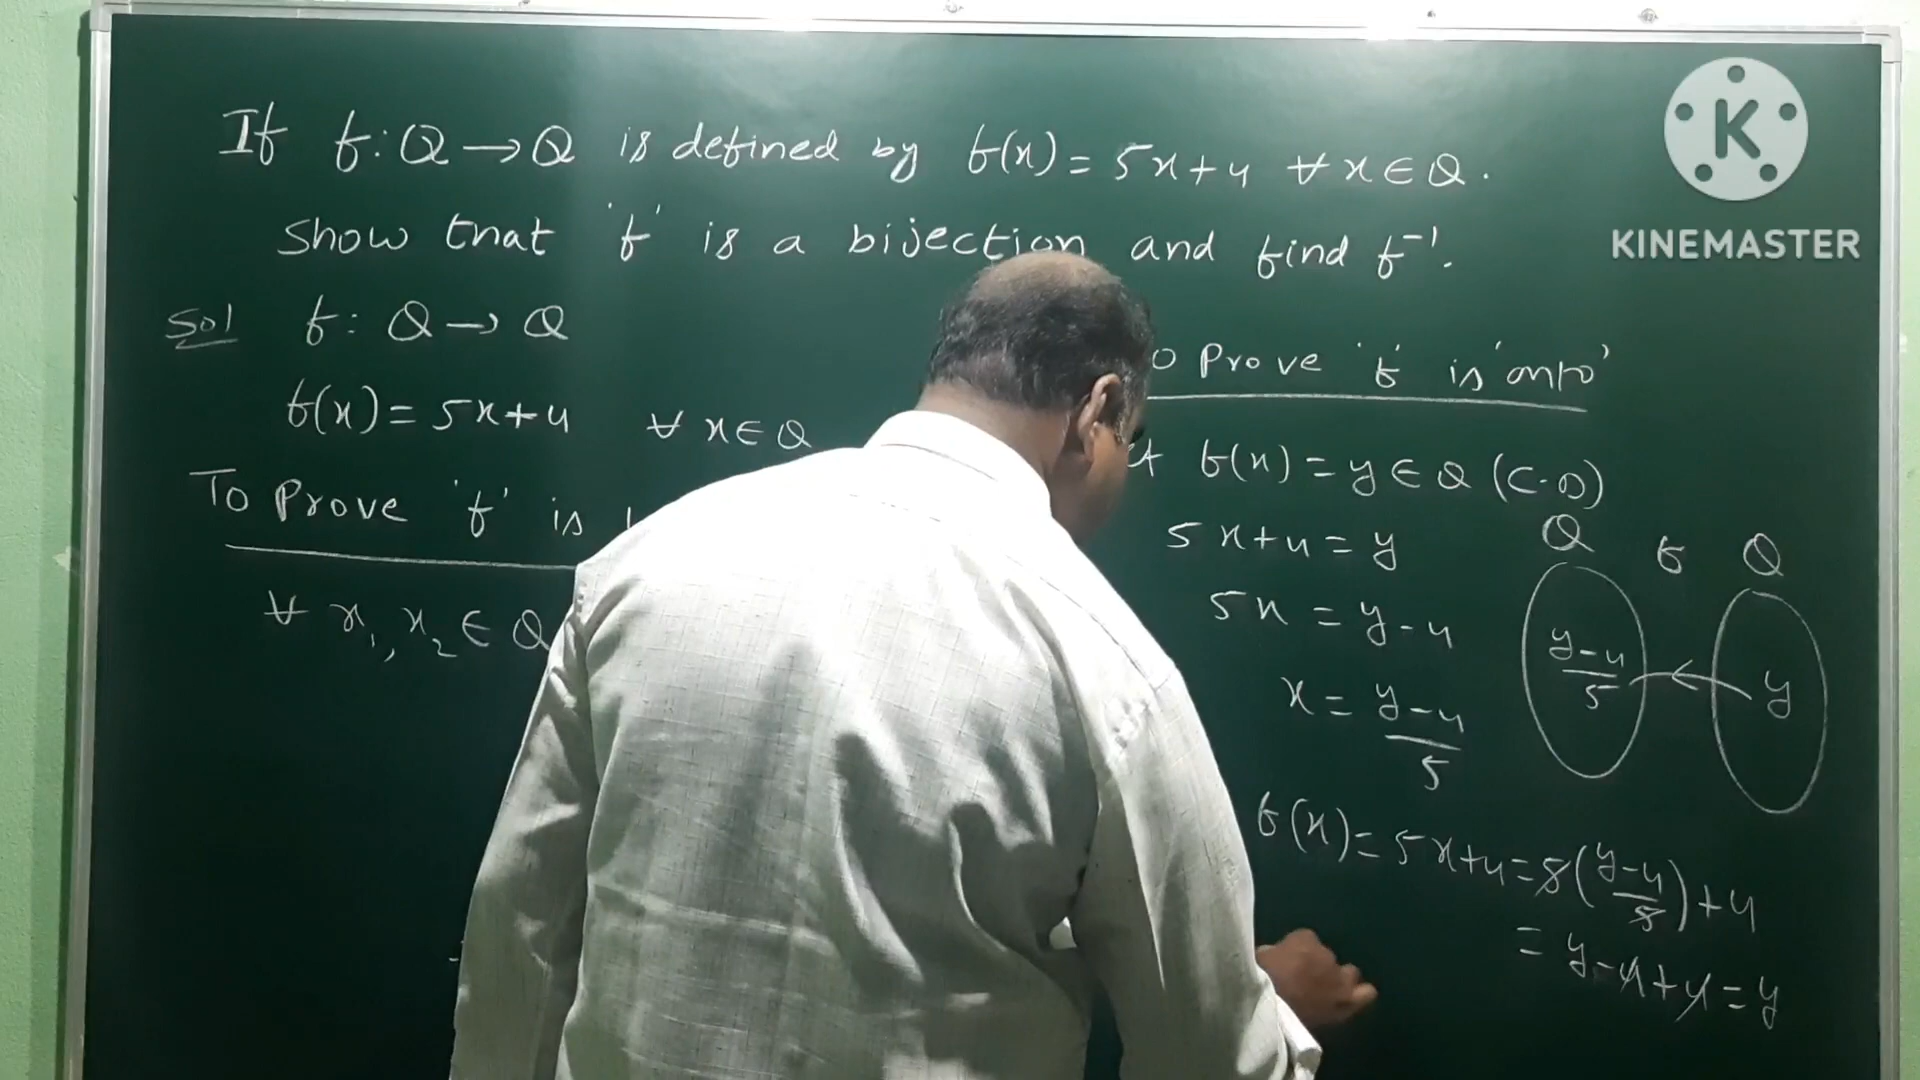 If f: Q → Q is defined by f(x) = 5x+4 ∀ x ∈ Q.
Show that 'f' is a bijection and find f⁻¹.
Sol f: Q → Q
f(x) = 5x+4 ∀ x ∈ Q
To Prove 'f' is
∀ x₁, x₂ ∈ Q
Prove 'f' is 'onto'
f(x) = y ∈ Q (C.D)
5x+4 = y
5x = y-4
x = (y-4)/5
Q f Q
(y-4)/5 ← y
f(x) = 5x+4 = 5((y-4)/5)+4
= y-4+4 = y
KINEMASTER